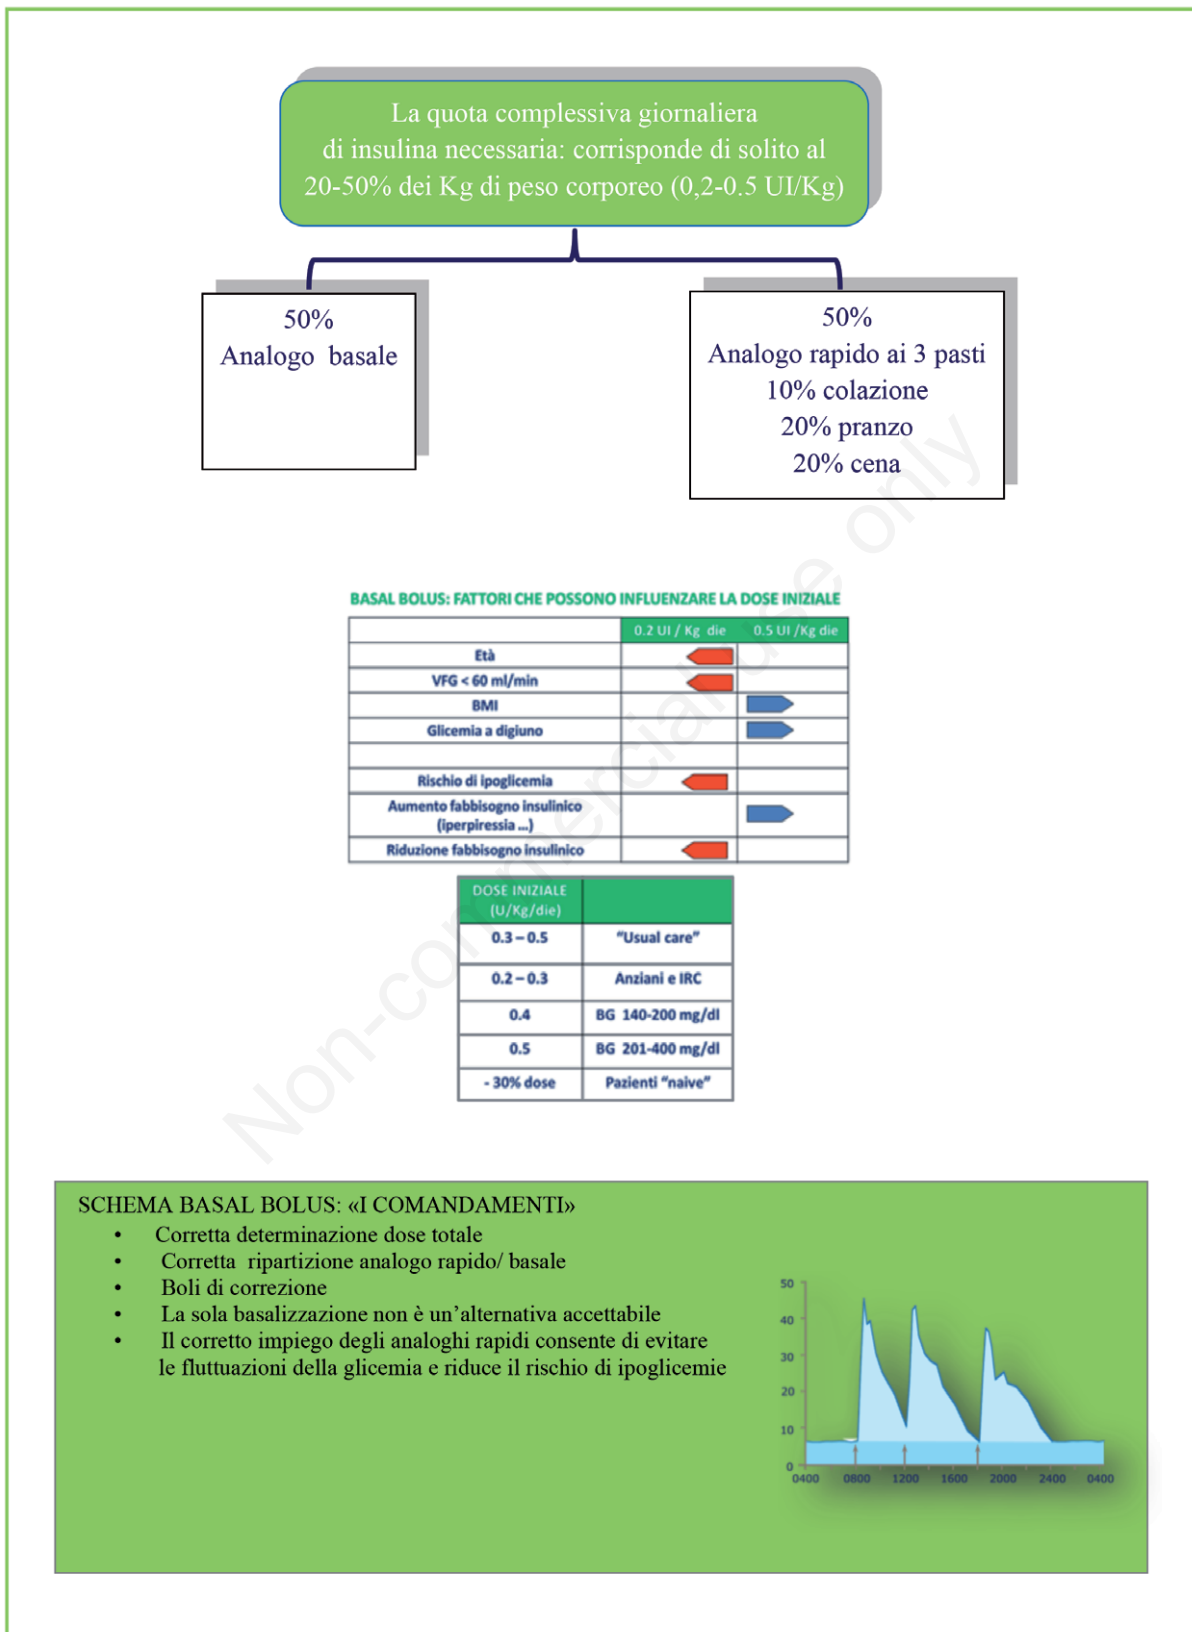 La quota complessiva giornaliera
di insulina necessaria: corrisponde di solito al
20-50% dei Kg di peso corporeo (0,2-0.5 UI/Kg)
50%
Analogo basale
50%
Analogo rapido ai 3 pasti
10% colazione
20% pranzo
20% cena
BASAL BOLUS: FATTORI CHE POSSONO INFLUENZARE LA DOSE INIZIALE
0.2 UI / Kg die 0.5 UI /Kg die
Età
VFG < 60 ml/min
BMI
Glicemia a digiuno
Rischio di ipoglicemia
Aumento fabbisogno insulinico
(iperpiressia ...)
Riduzione fabbisogno insulinico
DOSE INIZIALE
(U/Kg/die)
0.3 – 0.5 “Usual care”
0.2 – 0.3 Anziani e IRC
0.4 BG 140-200 mg/dl
0.5 BG 201-400 mg/dl
- 30% dose Pazienti “naive”
Non-commercial use only
SCHEMA BASAL BOLUS: «I COMANDAMENTI»
• Corretta determinazione dose totale
• Corretta ripartizione analogo rapido/ basale
• Boli di correzione
• La sola basalizzazione non è un’alternativa accettabile
• Il corretto impiego degli analoghi rapidi consente di evitare
le fluttuazioni della glicemia e riduce il rischio di ipoglicemie
50
40
30
20
10
0
0400 0800 1200 1600 2000 2400 0400